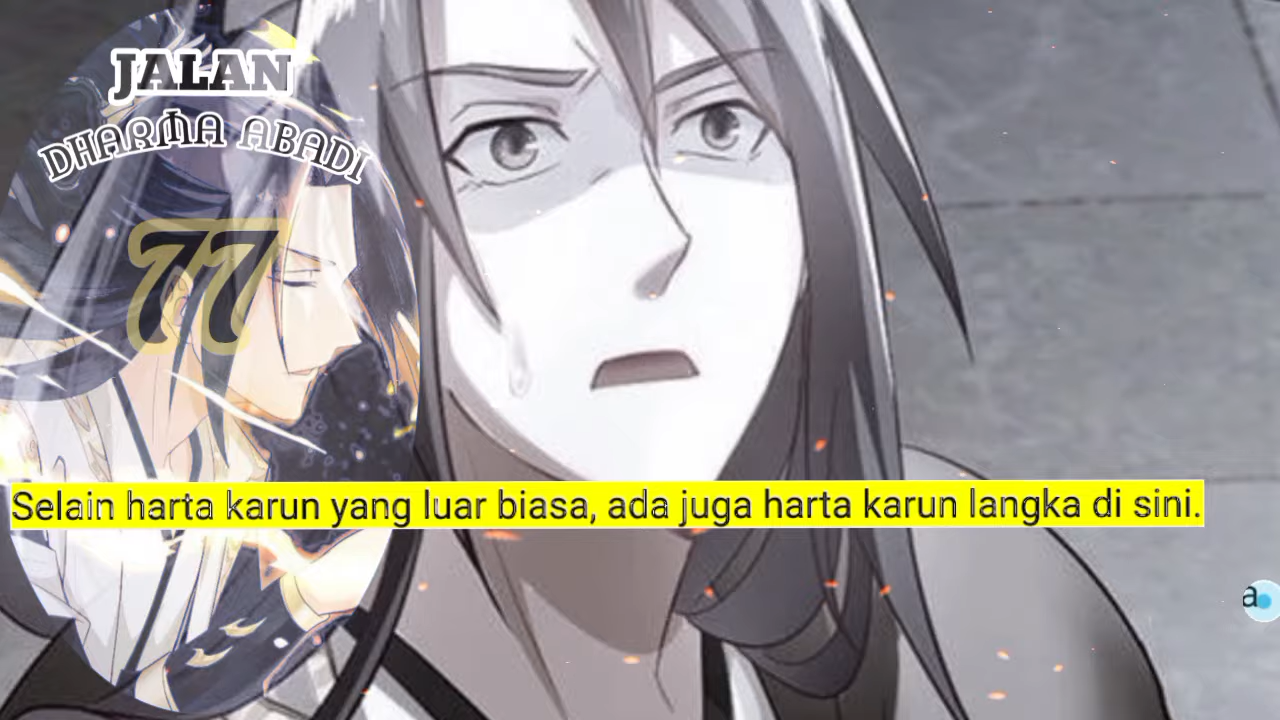 JALAN
DHARMA ABADI
77
Selain harta karun yang luar biasa, ada juga harta karun langka di sini.
a